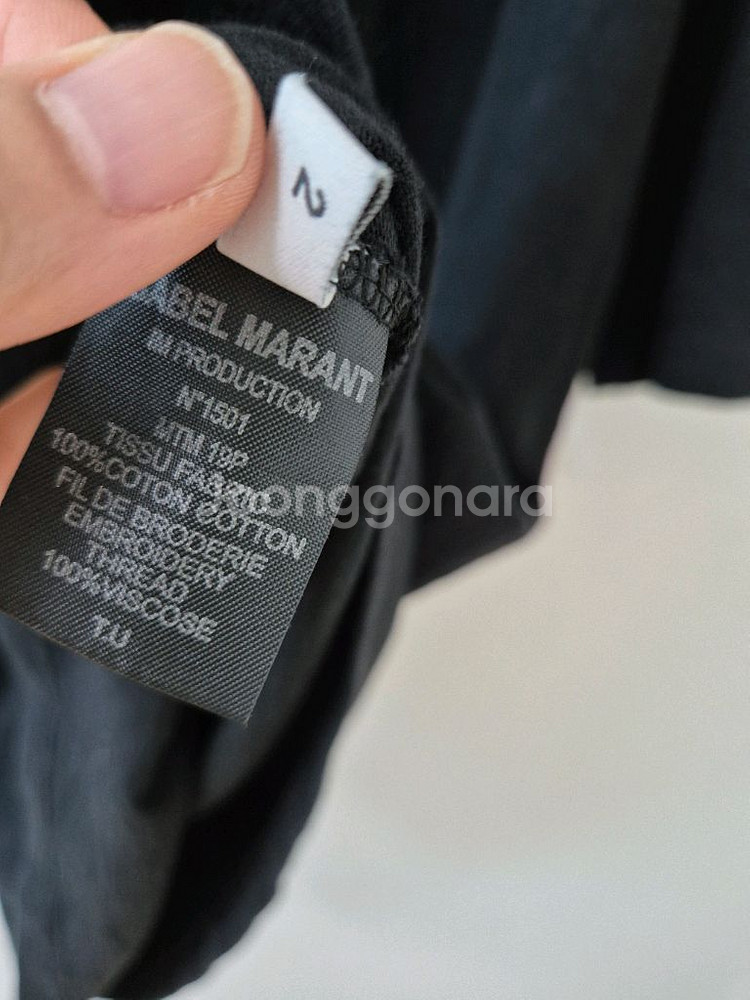 2
ABEL MARANT
IM PRODUCTION
N°1501
MTM 19P
TISSU FABRIC
100%COTON COTTON
FIL DE BRODERIE
EMBROIDERY
THREAD
100%VISCOSE
T.U
joonggonara